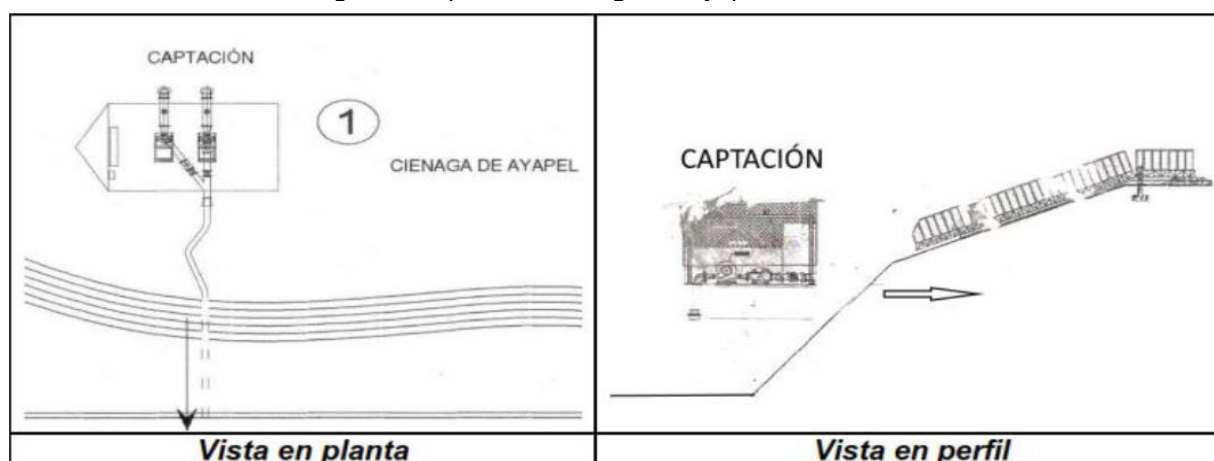 CAPTACIÓN
1
CIENAGA DE AYAPEL
Vista en planta
CAPTACIÓN
Vista en perfil